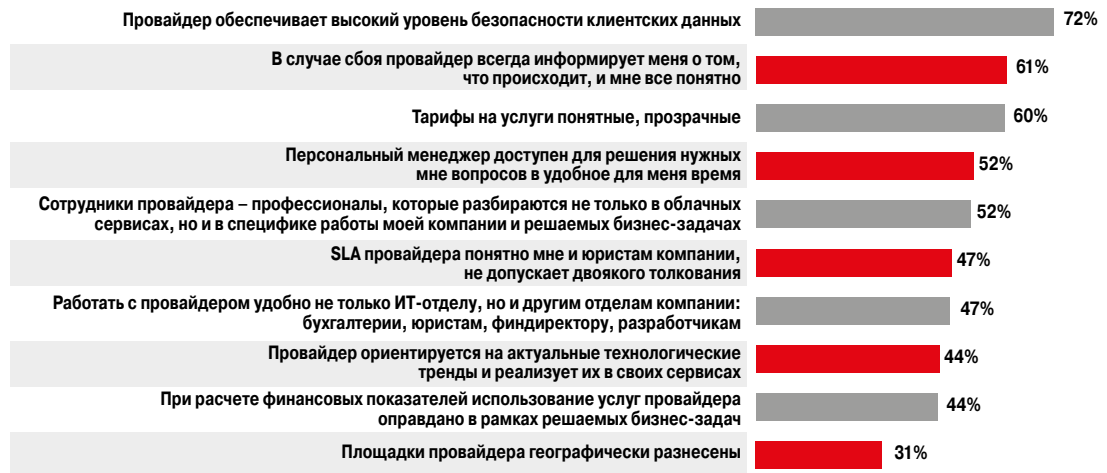 Провайдер обеспечивает высокий уровень безопасности клиентских данных
72%
В случае сбоя провайдер всегда информирует меня о том,
что происходит, и мне все понятно
61%
Тарифы на услуги понятные, прозрачные
60%
Персональный менеджер доступен для решения нужных
мне вопросов в удобное для меня время
52%
Сотрудники провайдера – профессионалы, которые разбираются не только в облачных
сервисах, но и в специфике работы моей компании и решаемых бизнес-задачах
52%
SLA провайдера понятно мне и юристам компании,
не допускает двоякого толкования
47%
Работать с провайдером удобно не только ИТ-отделу, но и другим отделам компании:
бухгалтерии, юристам, финдиректору, разработчикам
47%
Провайдер ориентируется на актуальные технологические
тренды и реализует их в своих сервисах
44%
При расчете финансовых показателей использование услуг провайдера
оправдано в рамках решаемых бизнес-задач
44%
Площадки провайдера географически разнесены
31%